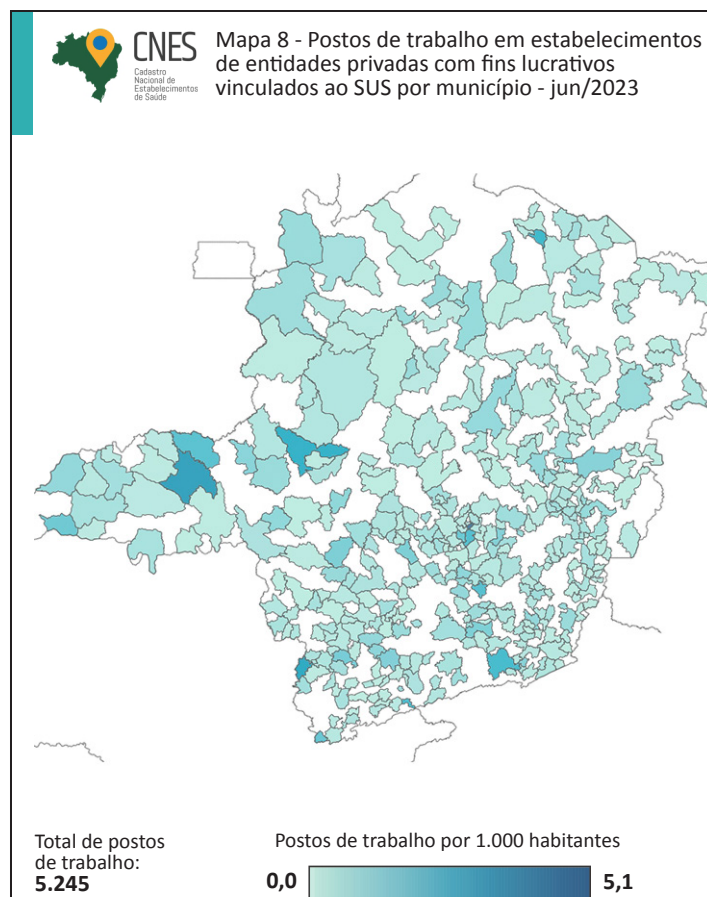 CNES
Cadastro
Nacional de
Estabelecimentos
de Saúde
Mapa 8 - Postos de trabalho em estabelecimentos
de entidades privadas com fins lucrativos
vinculados ao SUS por município - jun/2023
Total de postos
de trabalho:
5.245
Postos de trabalho por 1.000 habitantes
0,0
5,1